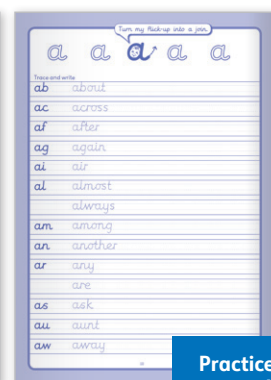 Turn my flick-up into a join.
a a a a a
Trace and write
ab about
ac across
af after
ag again
ai air
al almost
always
am among
an another
ar any
are
as ask
au aunt
aw away
Practice